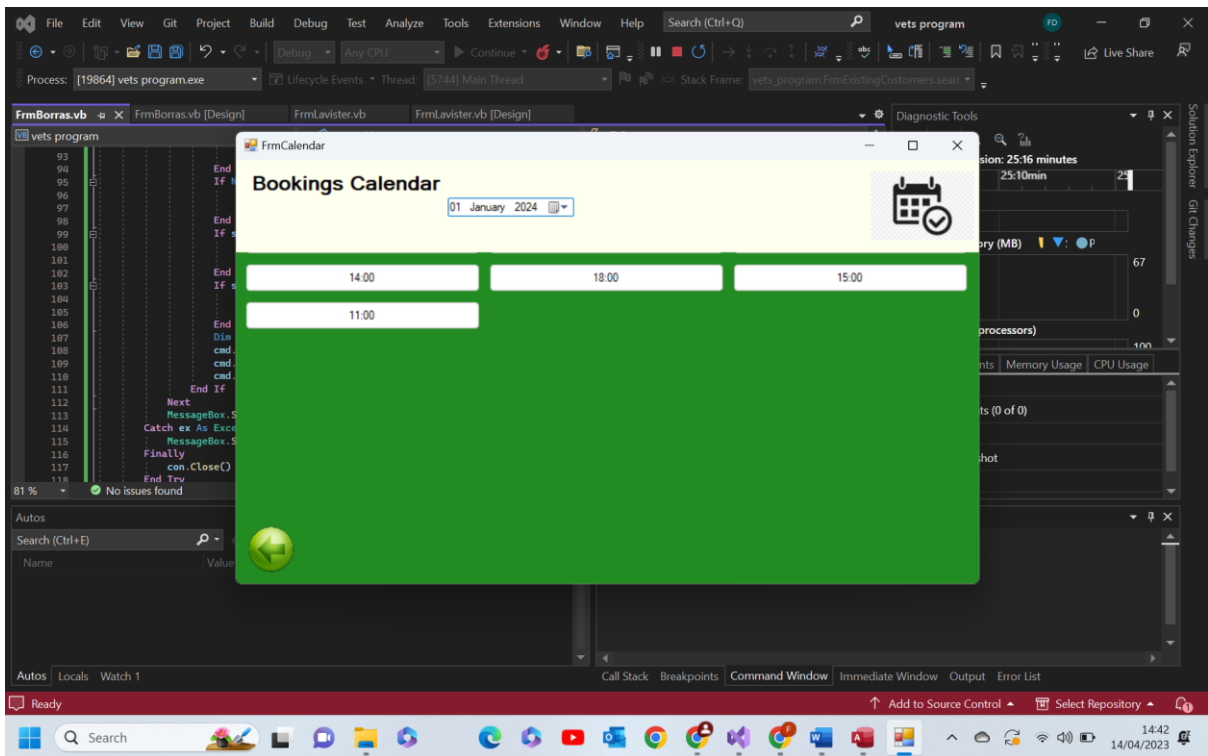 File Edit View Git Project Build Debug Test Analyze Tools Extensions Window Help Search (Ctrl+Q) vets program FD
Debug Any CPU Continue Live Share
Process: [19864] vets program.exe Lifecycle Events Thread: [5744] Main Thread Stack Frame: vets_program.FrmExistingCustomers.sear
FrmBorras.vb FrmBorras.vb [Design] FrmLavister.vb FrmLavister.vb [Design] Diagnostic Tools
VB vets program
FrmCalendar
Bookings Calendar
01 January 2024
14:00 18:00 15:00
11:00
sion: 25:16 minutes
25:10min 25
ory (MB) P
67
0
processors)
100
nts Memory Usage CPU Usage
ts (0 of 0)
shot
Solution Explorer
Git Changes
93
94 End
95 If N
96
97
98 End
99 If s
100
101
102 End
103 If s
104
105
106 End
107 Dim
108 cmd.
109 cmd.
110 cmd.
111 End If
112 Next
113 MessageBox.S
114 Catch ex As Exce
115 MessageBox.S
116 Finally
117 con.Close()
118 End Try
81 % No issues found
Autos
Search (Ctrl+E)
Name Value
Autos Locals Watch 1
Call Stack Breakpoints Command Window Immediate Window Output Error List
Ready Add to Source Control Select Repository 1
Search 14:42
14/04/2023